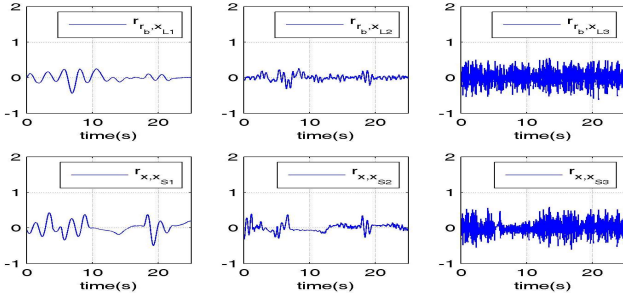 2
1
0
-1
r_{r_b,x_{L1}}
0 10 20
time(s)
2
1
0
-1
r_{r_b,x_{L2}}
0 10 20
time(s)
2
1
0
-1
r_{r_b,x_{L3}}
0 10 20
time(s)
2
1
0
-1
r_{x,x_{S1}}
0 10 20
time(s)
2
1
0
-1
r_{x,x_{S2}}
0 10 20
time(s)
2
1
0
-1
r_{x,x_{S3}}
0 10 20
time(s)